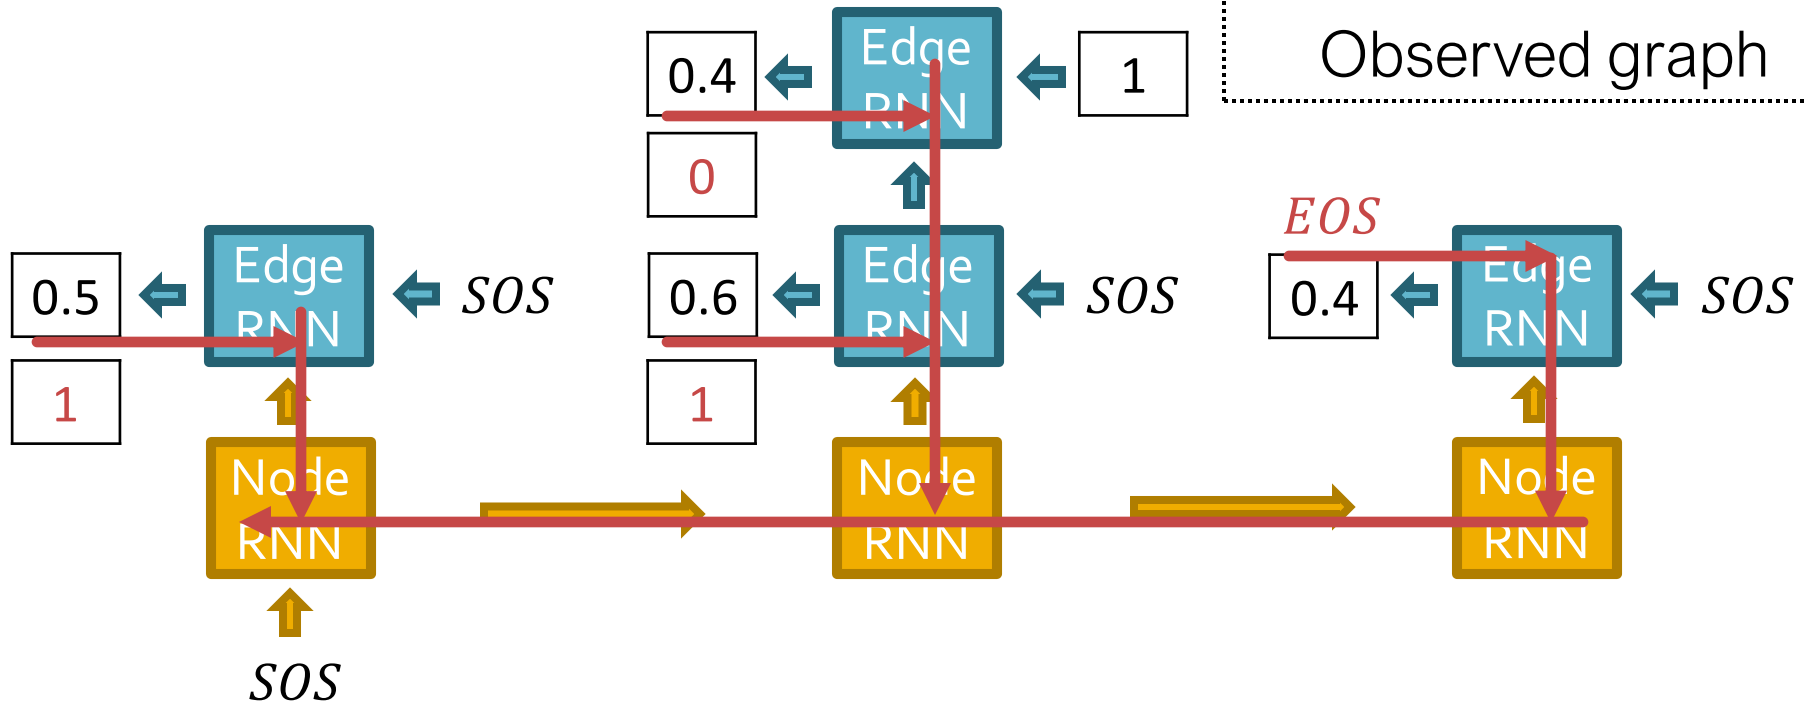 Observed graph
0.4
Edge
RNN
1
0
EOS
0.5
Edge
RNN
SOS
0.6
Edge
RNN
SOS
0.4
Edge
RNN
SOS
1
1
Node
RNN
Node
RNN
Node
RNN
SOS